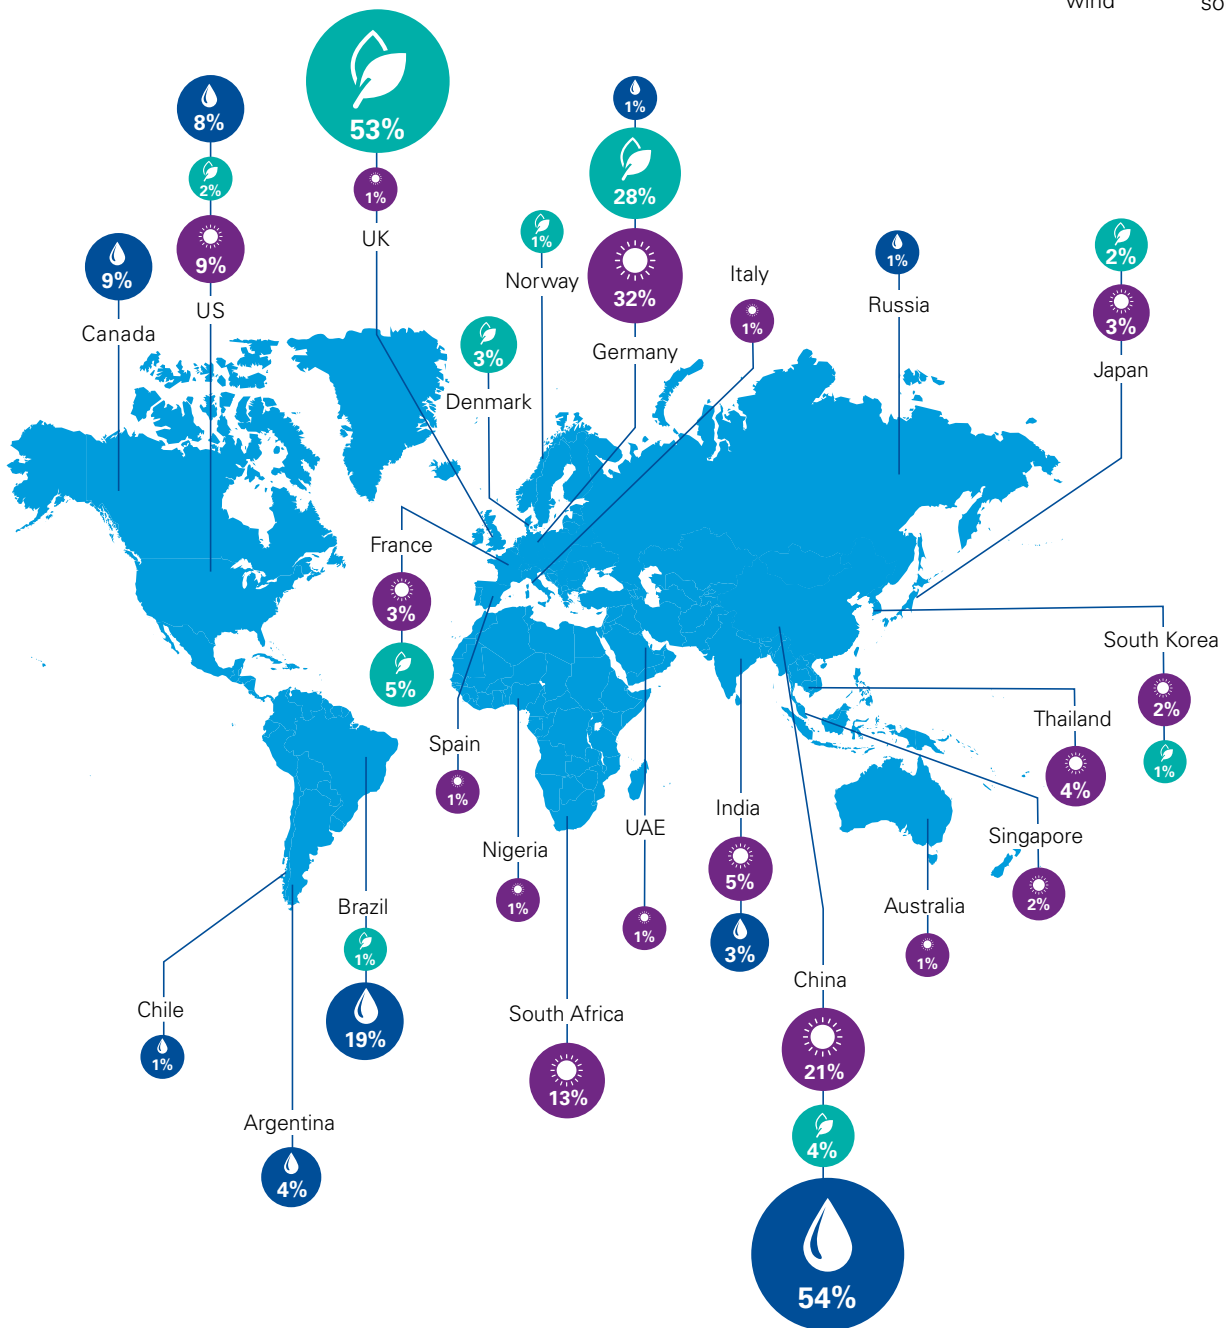 wind
so
53%
8%
1%
2%
28%
1%
1%
2%
UK
9%
9%
Norway
32%
Italy
1%
1%
Russia
3%
US
Canada
3%
Germany
Japan
Denmark
France
3%
5%
South Korea
2%
Thailand
Spain
1%
4%
1%
India
UAE
Singapore
Nigeria
5%
2%
1%
1%
Australia
Brazil
1%
3%
1%
China
Chile
South Africa
19%
1%
21%
13%
Argentina
4%
4%
54%